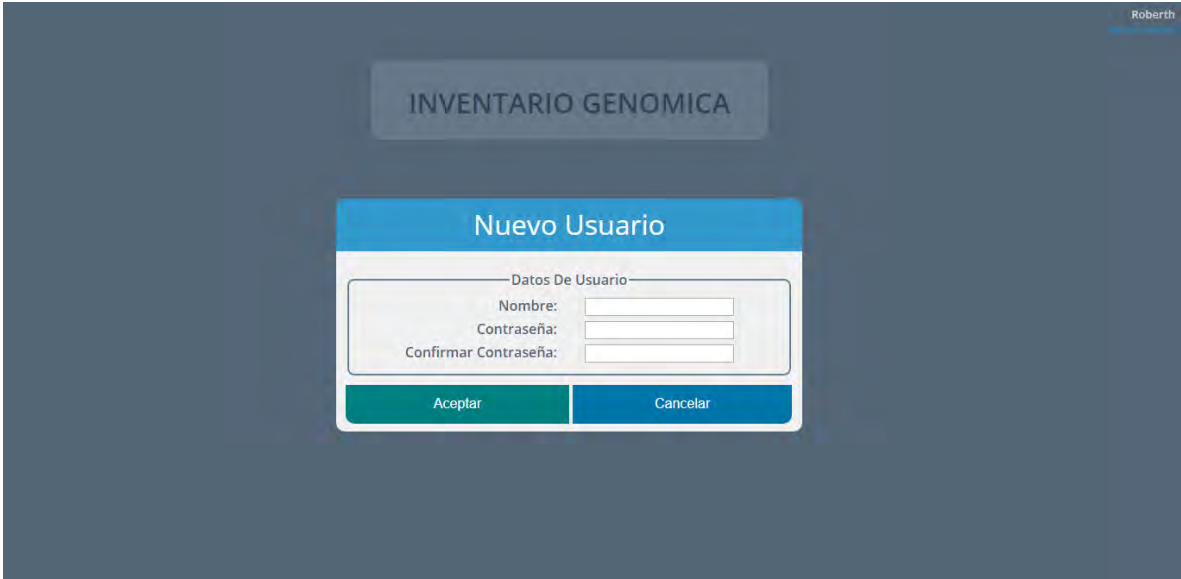 Roberth
INVENTARIO GENOMICA
Nuevo Usuario
Datos De Usuario
Nombre:
Contraseña:
Confirmar Contraseña:
Aceptar Cancelar